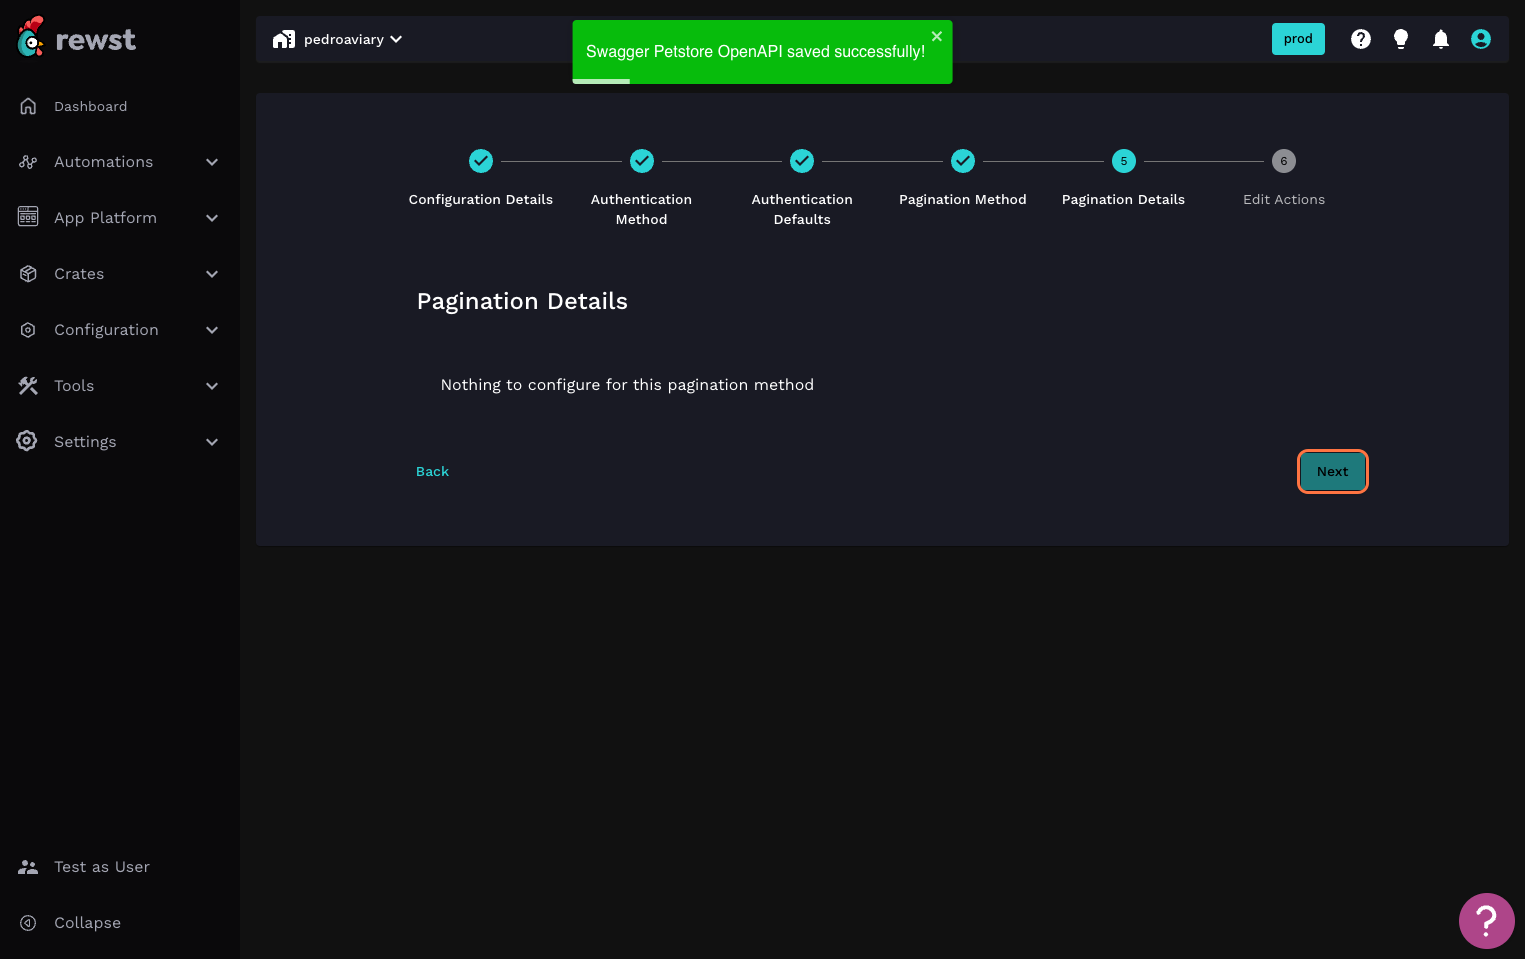 rewst
pedroaviary
Swagger Petstore OpenAPI saved successfully!
prod
Dashboard
Automations
App Platform
Crates
Configuration
Tools
Settings
Test as User
Collapse
5
6
Configuration Details
Authentication
Method
Authentication
Defaults
Pagination Method
Pagination Details
Edit Actions
Pagination Details
Nothing to configure for this pagination method
Back
Next
?